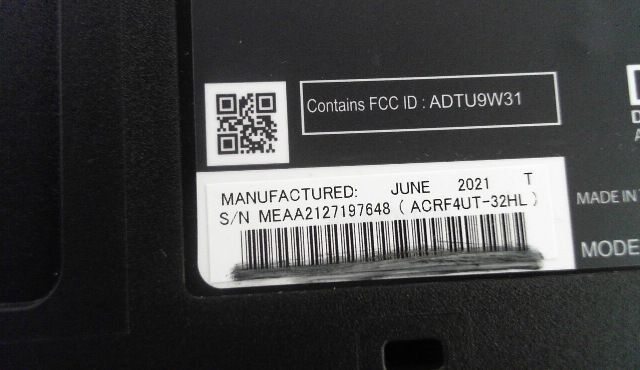 Contains FCC ID : ADTU9W31
MANUFACTURED: JUNE 2021 T
S/N MEAA2127197648 ( ACRF4UT-32HL )
MADE IN
MODE